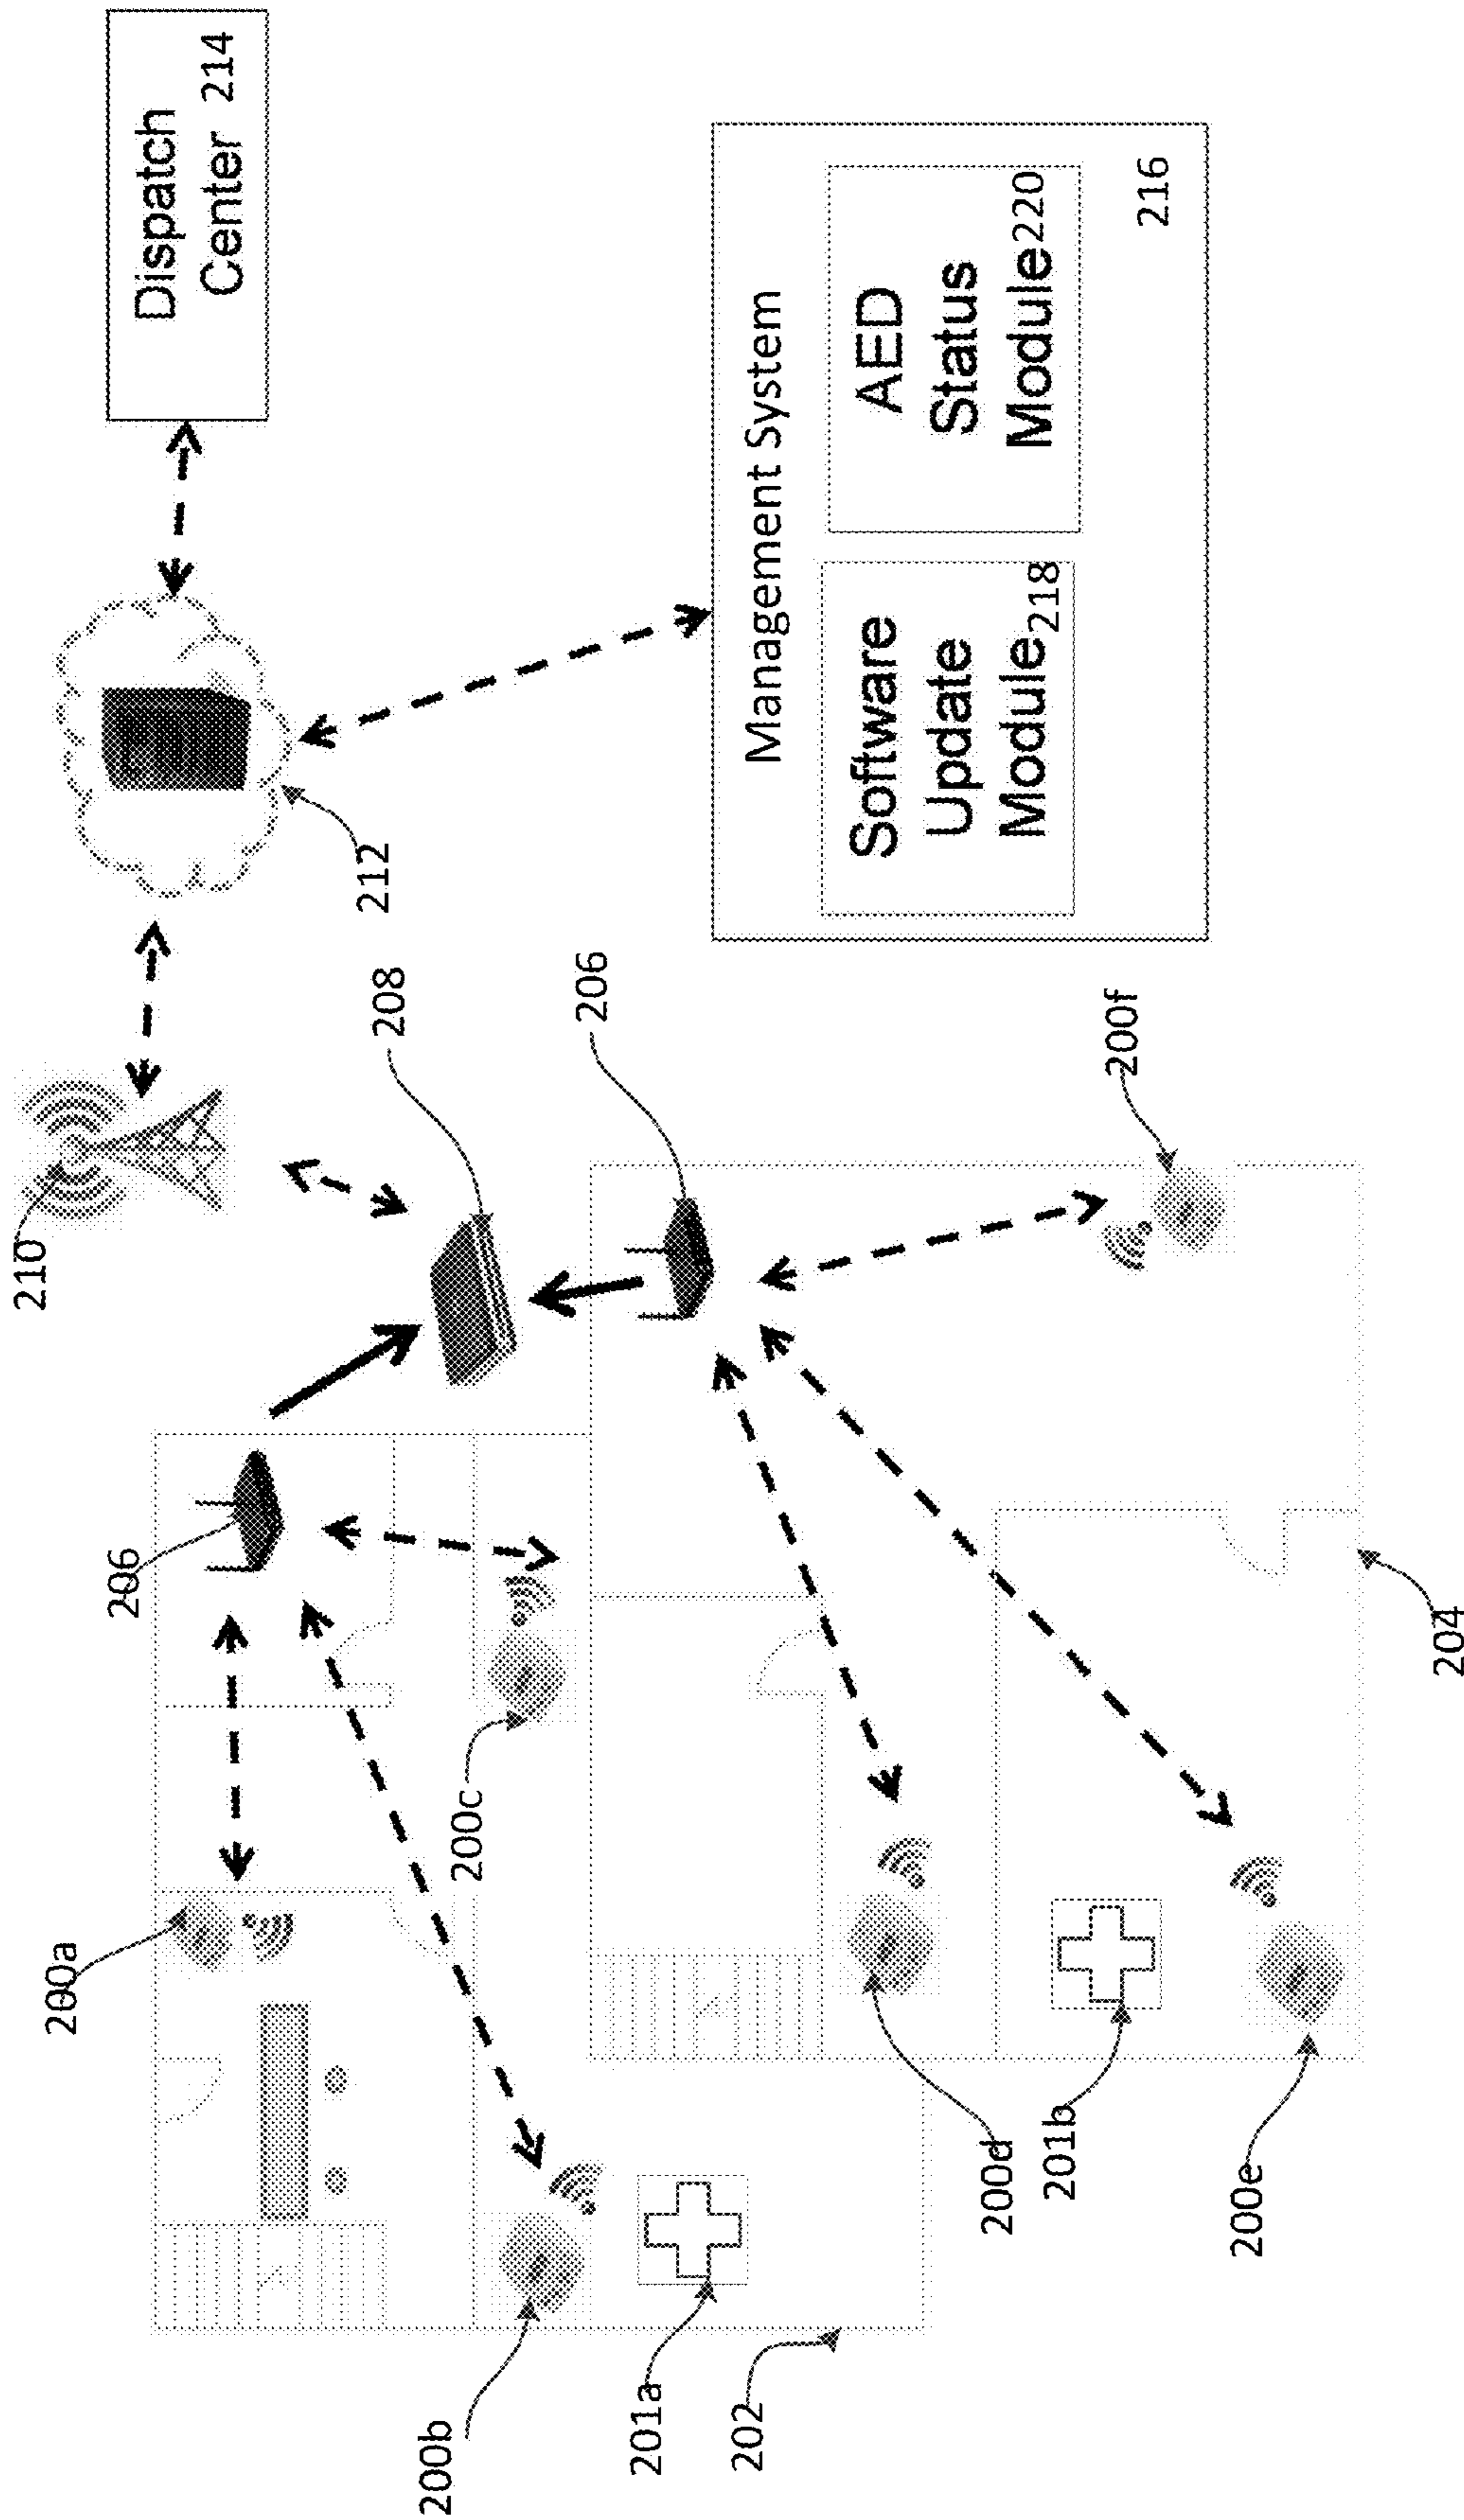 Dispatch
Center 214
210
212
208
206
206
Management System
Software
Update
Module 218
AED
Status
Module 220
216
200a
200c
200f
200b
201a
202
200d
201b
200e
204